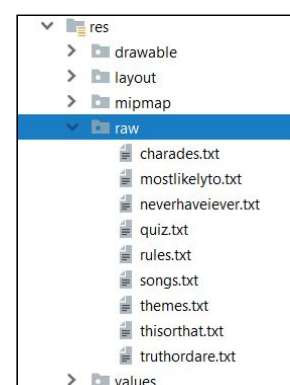 res
drawable
layout
mipmap
raw
charades.txt
mostlikelyto.txt
neverhaveiever.txt
quiz.txt
rules.txt
songs.txt
themes.txt
thisorthat.txt
truthordare.txt
values